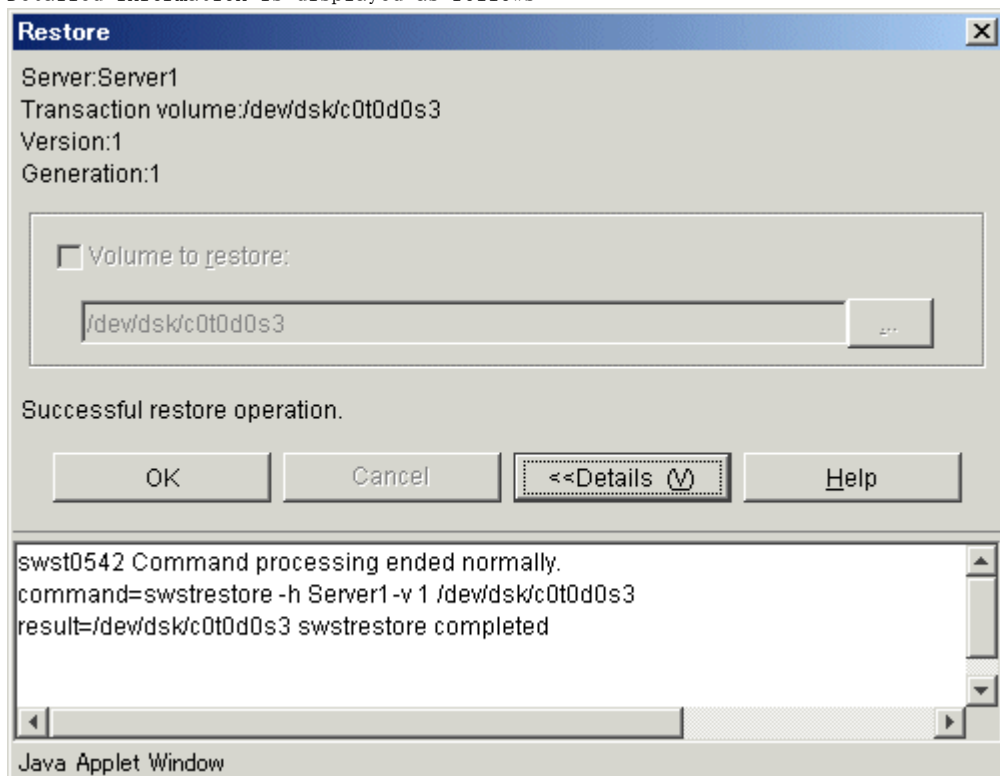 Restore
Server:Server1
Transaction volume:/dev/dsk/c0t0d0s3
Version:1
Generation:1
Volume to restore:
/dev/dsk/c0t0d0s3
...
Successful restore operation.
OK Cancel <<Details (V) Help
swst0542 Command processing ended normally.
command=swstrestore -h Server1 -v 1 /dev/dsk/c0t0d0s3
result=/dev/dsk/c0t0d0s3 swstrestore completed
Java Applet Window